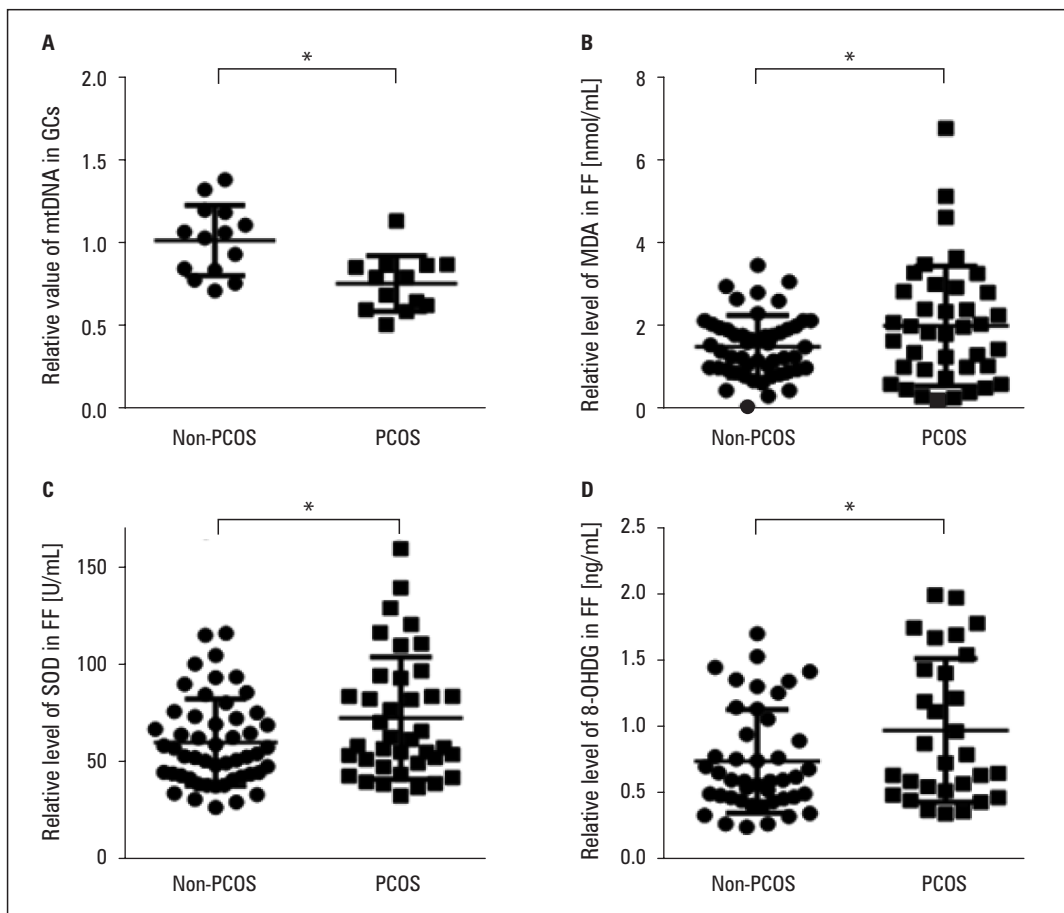 A
*
Relative value of mtDNA in GCs
2.0
1.5
1.0
0.5
0.0
Non-PCOS PCOS
B
*
Relative level of MDA in FF [nmol/mL]
8
6
4
2
0
Non-PCOS PCOS
C
*
Relative level of SOD in FF [U/mL]
150
100
50
0
Non-PCOS PCOS
D
*
Relative level of 8-OHDG in FF [ng/mL]
2.5
2.0
1.5
1.0
0.5
0.0
Non-PCOS PCOS